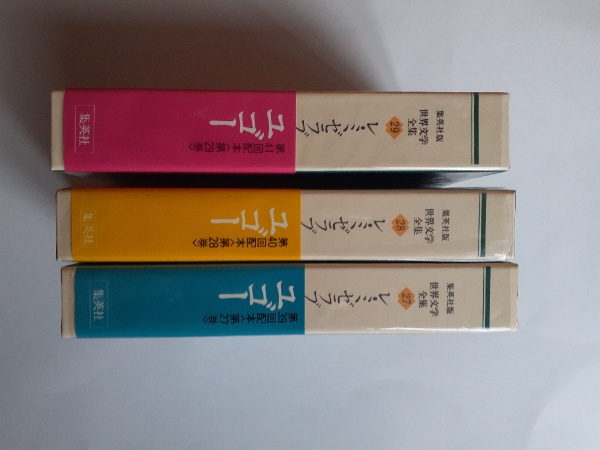 集英社版
世界文学
全集
29
レ・ミゼラブル
ユゴー
第41回配本〈第29巻〉
集英社
集英社版
世界文学
全集
28
レ・ミゼラブル
ユゴー
第40回配本〈第28巻〉
集英社
集英社版
世界文学
全集
27
レ・ミゼラブル
ユゴー
第39回配本〈第27巻〉
集英社